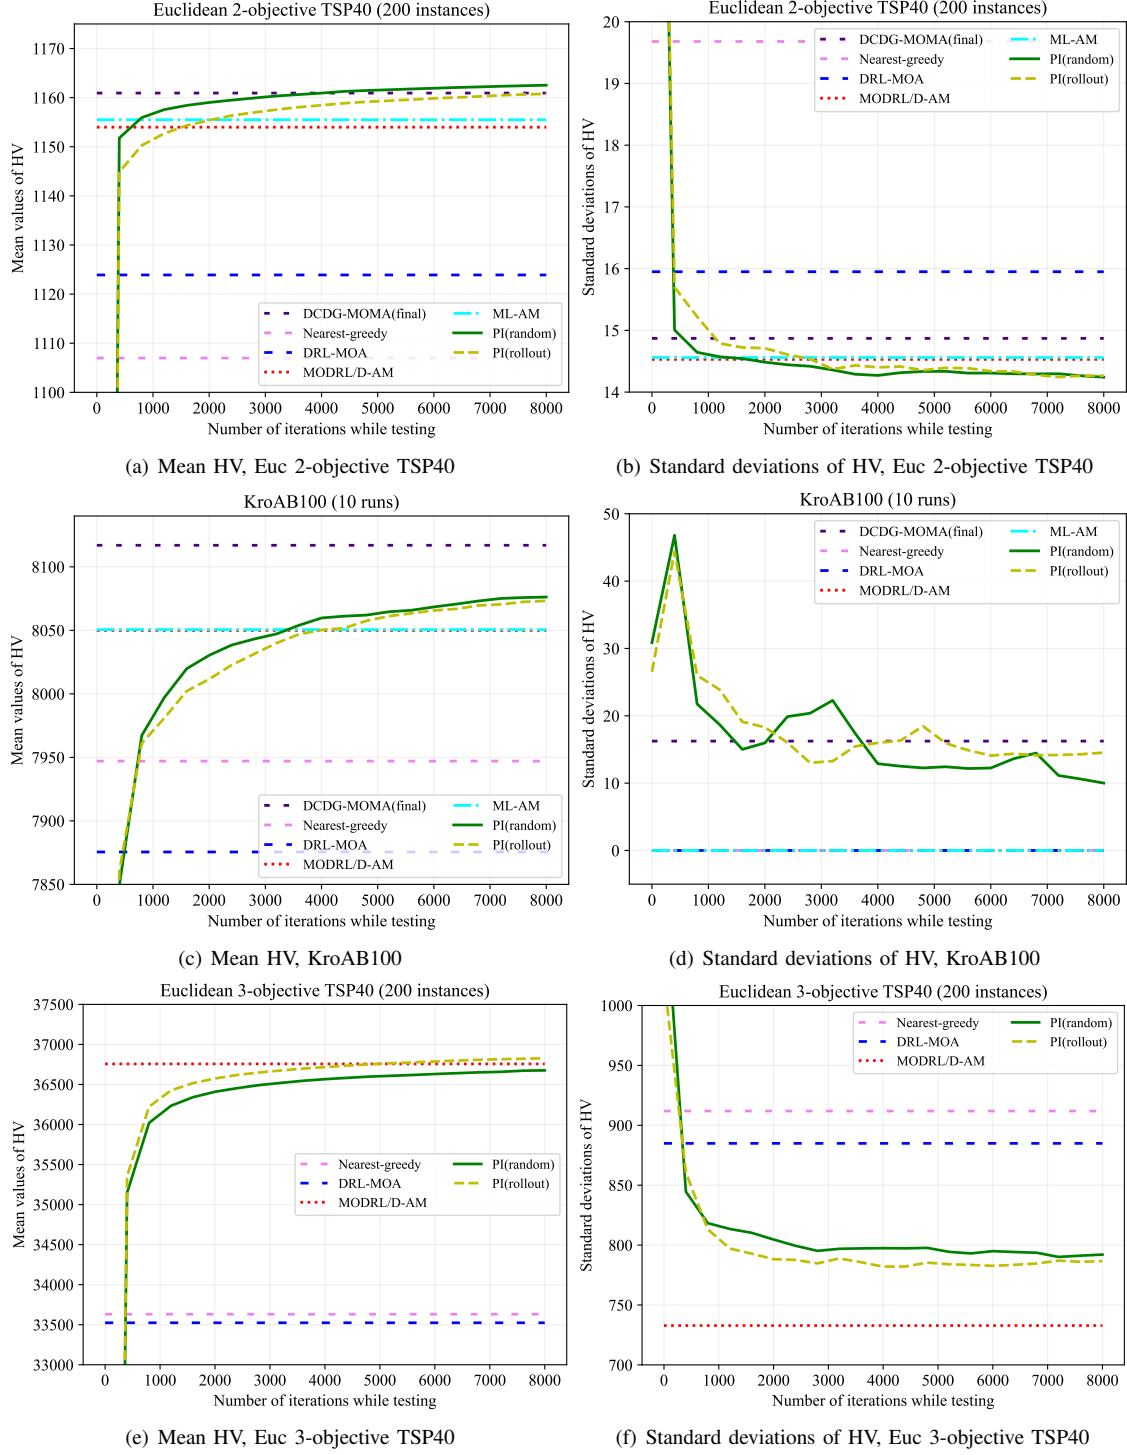 Euclidean 2-objective TSP40 (200 instances)
Mean values of HV
1170
1160
1150
1140
1130
1120
1110
1100
DCDG-MOMA(final)
Nearest-greedy
DRL-MOA
MODRL/D-AM
ML-AM
PI(random)
PI(rollout)
0 1000 2000 3000 4000 5000 6000 7000 8000
Number of iterations while testing
(a) Mean HV, Euc 2-objective TSP40
Euclidean 2-objective TSP40 (200 instances)
Standard deviations of HV
20
19
18
17
16
15
14
DCDG-MOMA(final)
Nearest-greedy
DRL-MOA
MODRL/D-AM
ML-AM
PI(random)
PI(rollout)
0 1000 2000 3000 4000 5000 6000 7000 8000
Number of iterations while testing
(b) Standard deviations of HV, Euc 2-objective TSP40
KroAB100 (10 runs)
Mean values of HV
8100
8050
8000
7950
7900
7850
DCDG-MOMA(final)
Nearest-greedy
DRL-MOA
MODRL/D-AM
ML-AM
PI(random)
PI(rollout)
0 1000 2000 3000 4000 5000 6000 7000 8000
Number of iterations while testing
(c) Mean HV, KroAB100
KroAB100 (10 runs)
Standard deviations of HV
50
40
30
20
10
0
DCDG-MOMA(final)
Nearest-greedy
DRL-MOA
MODRL/D-AM
ML-AM
PI(random)
PI(rollout)
0 1000 2000 3000 4000 5000 6000 7000 8000
Number of iterations while testing
(d) Standard deviations of HV, KroAB100
Euclidean 3-objective TSP40 (200 instances)
Mean values of HV
37500
37000
36500
36000
35500
35000
34500
34000
33500
33000
Nearest-greedy
DRL-MOA
MODRL/D-AM
PI(random)
PI(rollout)
0 1000 2000 3000 4000 5000 6000 7000 8000
Number of iterations while testing
(e) Mean HV, Euc 3-objective TSP40
Euclidean 3-objective TSP40 (200 instances)
Standard deviations of HV
1000
950
900
850
800
750
700
Nearest-greedy
DRL-MOA
MODRL/D-AM
PI(random)
PI(rollout)
0 1000 2000 3000 4000 5000 6000 7000 8000
Number of iterations while testing
(f) Standard deviations of HV, Euc 3-objective TSP40